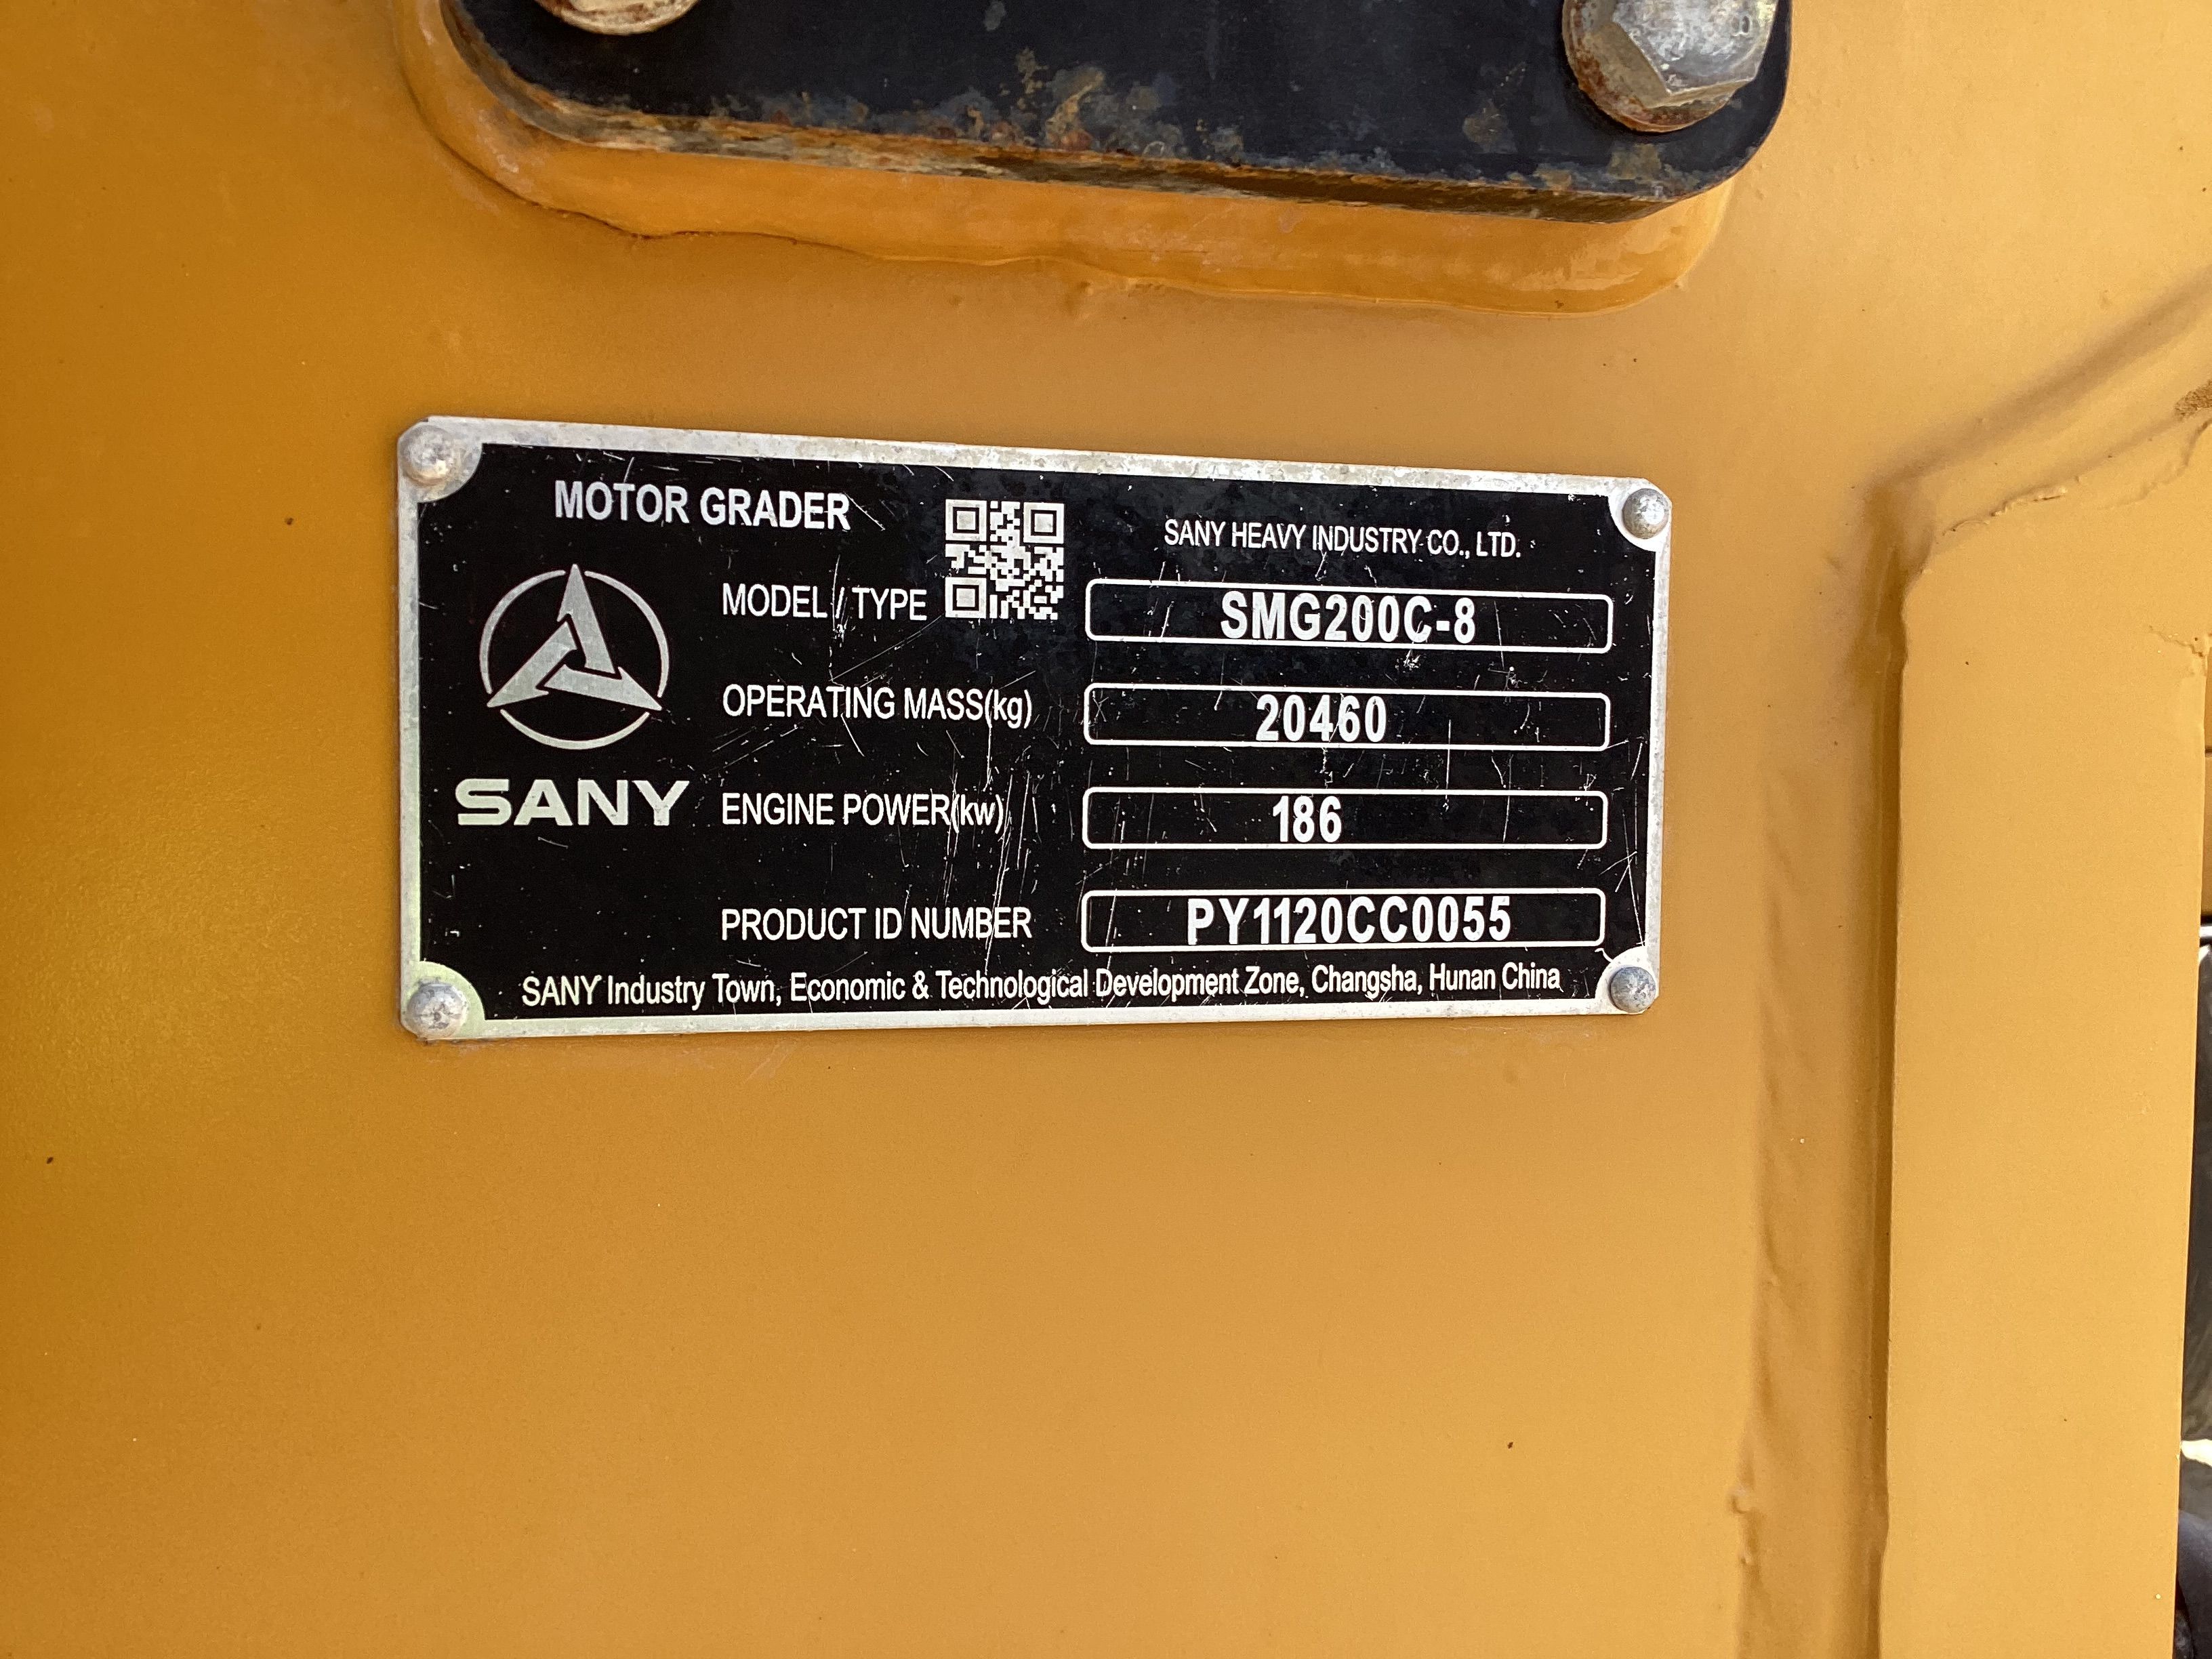 MOTOR GRADER
SANY HEAVY INDUSTRY CO., LTD.
MODEL / TYPE SMG200C-8
OPERATING MASS(kg) 20460
SANY
ENGINE POWER(kw) 186
PRODUCT ID NUMBER PY1120CC0055
SANY Industry Town, Economic & Technological Development Zone, Changsha, Hunan China